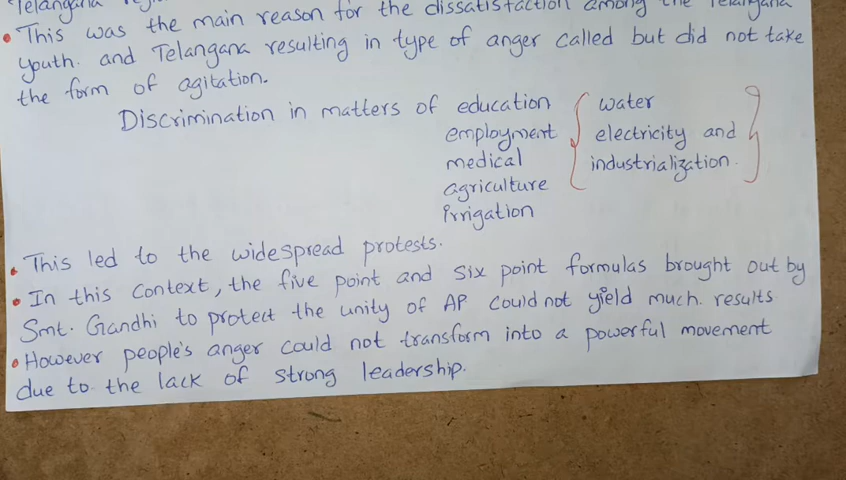 Telangana
• This was the main reason for the dissatisfaction among the Telangana
youth. and Telangana resulting in type of anger called but did not take
the form of agitation.
Discrimination in matters of education { water }
employment electricity and
medical industrialization.
agriculture
irrigation
• This led to the widespread protests.
• In this context, the five point and six point formulas brought out by
Smt. Gandhi to protect the unity of AP could not yield much. results
• However people's anger could not transform into a powerful movement
due to the lack of strong leadership.